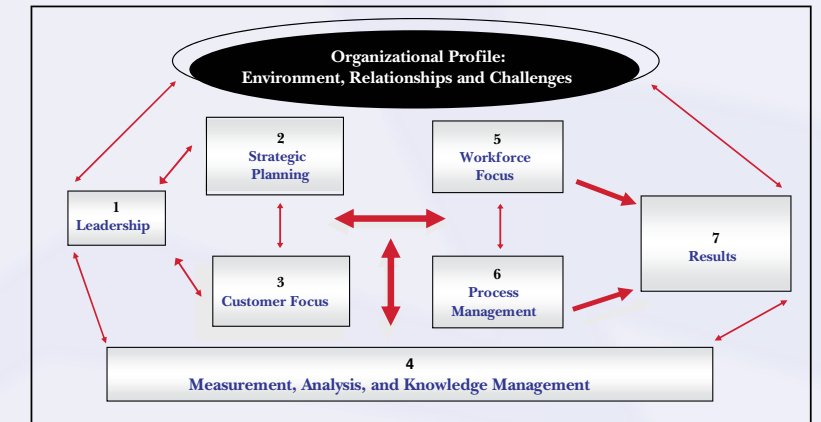 Organizational Profile:
Environment, Relationships and Challenges
2
Strategic
Planning
5
Workforce
Focus
1
Leadership
7
Results
3
Customer Focus
6
Process
Management
4
Measurement, Analysis, and Knowledge Management